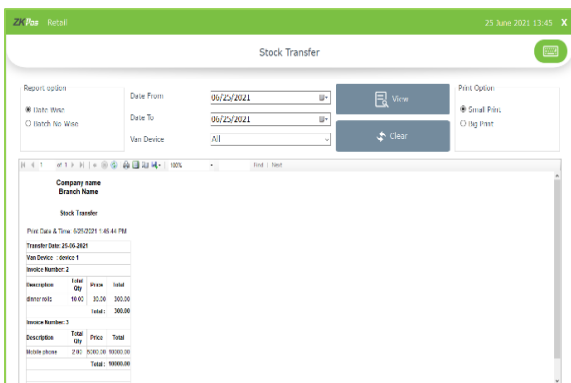 ZKPos Retail
25 June 2021 13:45 X
Stock Transfer
Report option
Date Wise
Batch No Wise
Date From
06/25/2021
Date To
06/25/2021
Van Device
All
View
Clear
Print Option
Small Print
Big Print
1 of 1 100% Find | Next
Company name
Branch Name
Stock Transfer
Print Date & Time: 6/25/2021 1:45:44 PM
Transfer Date: 25-06-2021
Van Device : device 1
Invoice Number: 2
Description Total Qty Price Total
dinner rolls 10.00 30.00 300.00
Total : 300.00
Invoice Number: 3
Description Total Qty Price Total
Mobile phone 2.00 5000.00 10000.00
Total : 10000.00